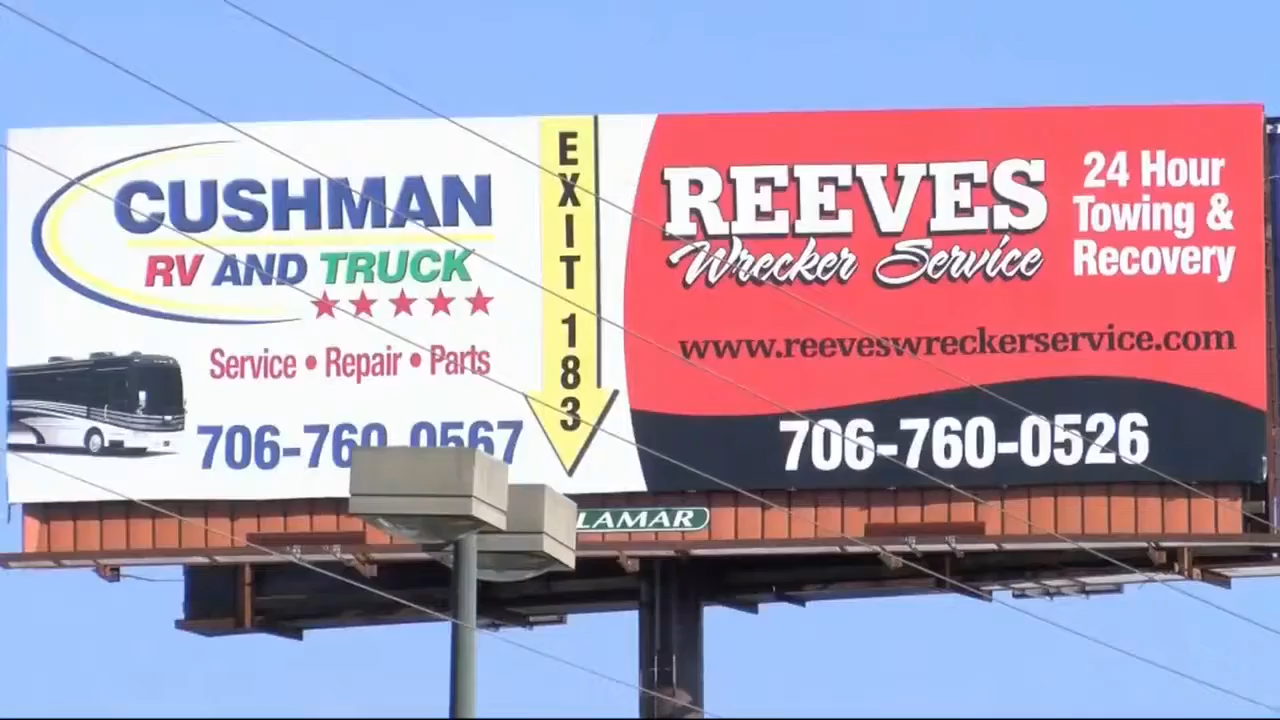 CUSHMAN
RV AND TRUCK
Service • Repair • Parts
706-760-0567
EXIT 183
REEVES
Wrecker Service
24 Hour
Towing &
Recovery
www.reeveswreckerservice.com
706-760-0526
LAMAR